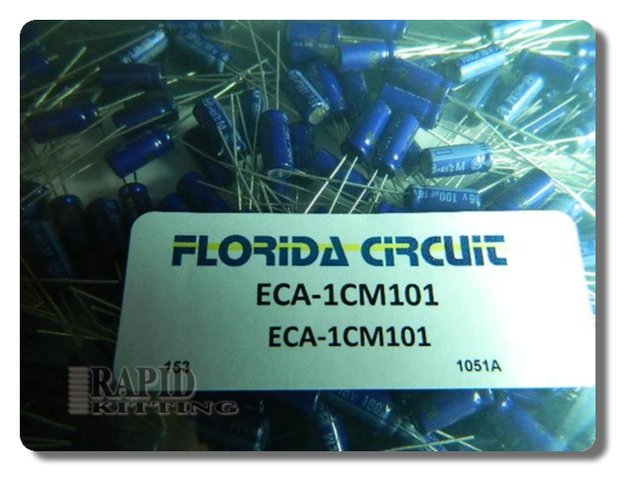 FLORIDA CIRCUIT
ECA-1CM101
ECA-1CM101
153 1051A
RAPID
KITTING